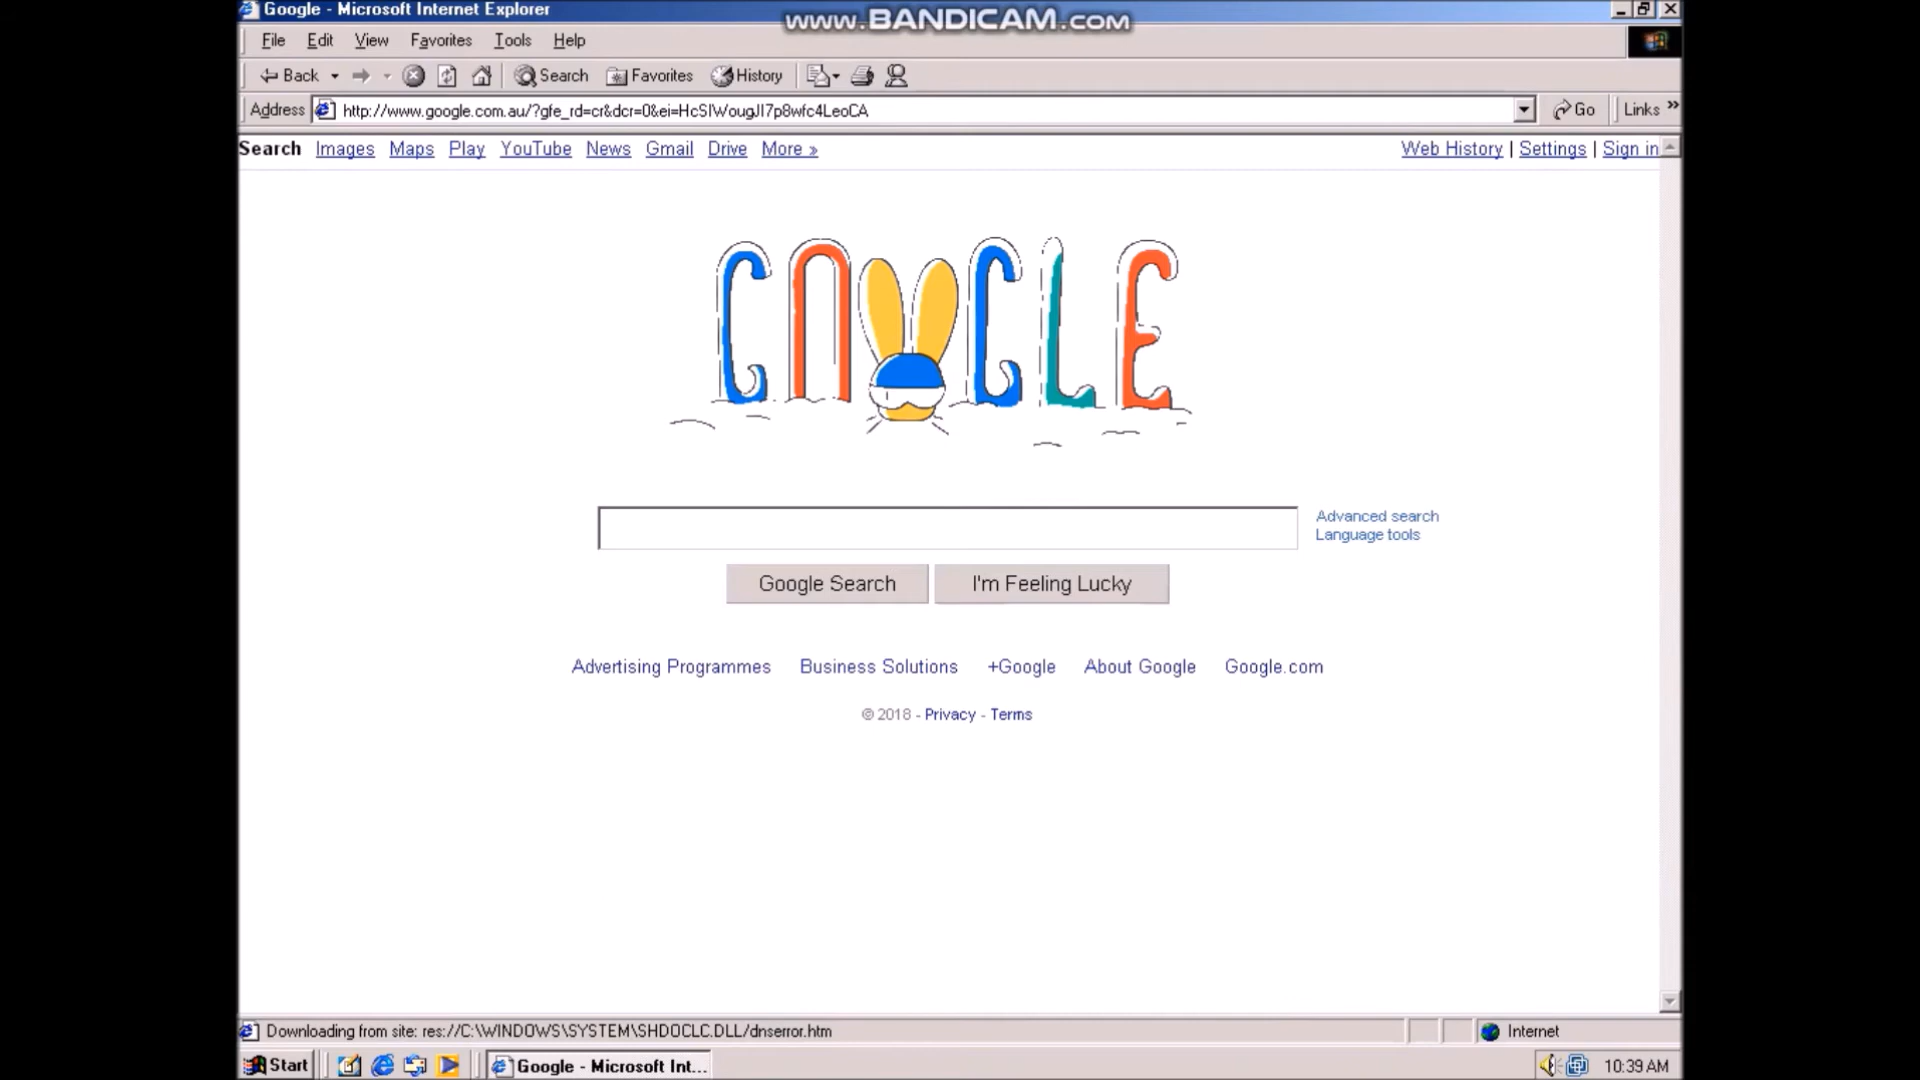 Google - Microsoft Internet Explorer
www.BANDICAM.com
File Edit View Favorites Tools Help
Back Search Favorites History
Address http://www.google.com.au/?gfe_rd=cr&dcr=0&ei=HcSIWougJI7p8wfc4LeoCA Go Links »
Search Images Maps Play YouTube News Gmail Drive More » Web History | Settings | Sign in
GOOGLE
Advanced search
Language tools
Google Search I'm Feeling Lucky
Advertising Programmes Business Solutions +Google About Google Google.com
© 2018 - Privacy - Terms
Downloading from site: res://C:\WINDOWS\SYSTEM\SHDOCLC.DLL/dnserror.htm Internet
Start Google - Microsoft Int... 10:39 AM